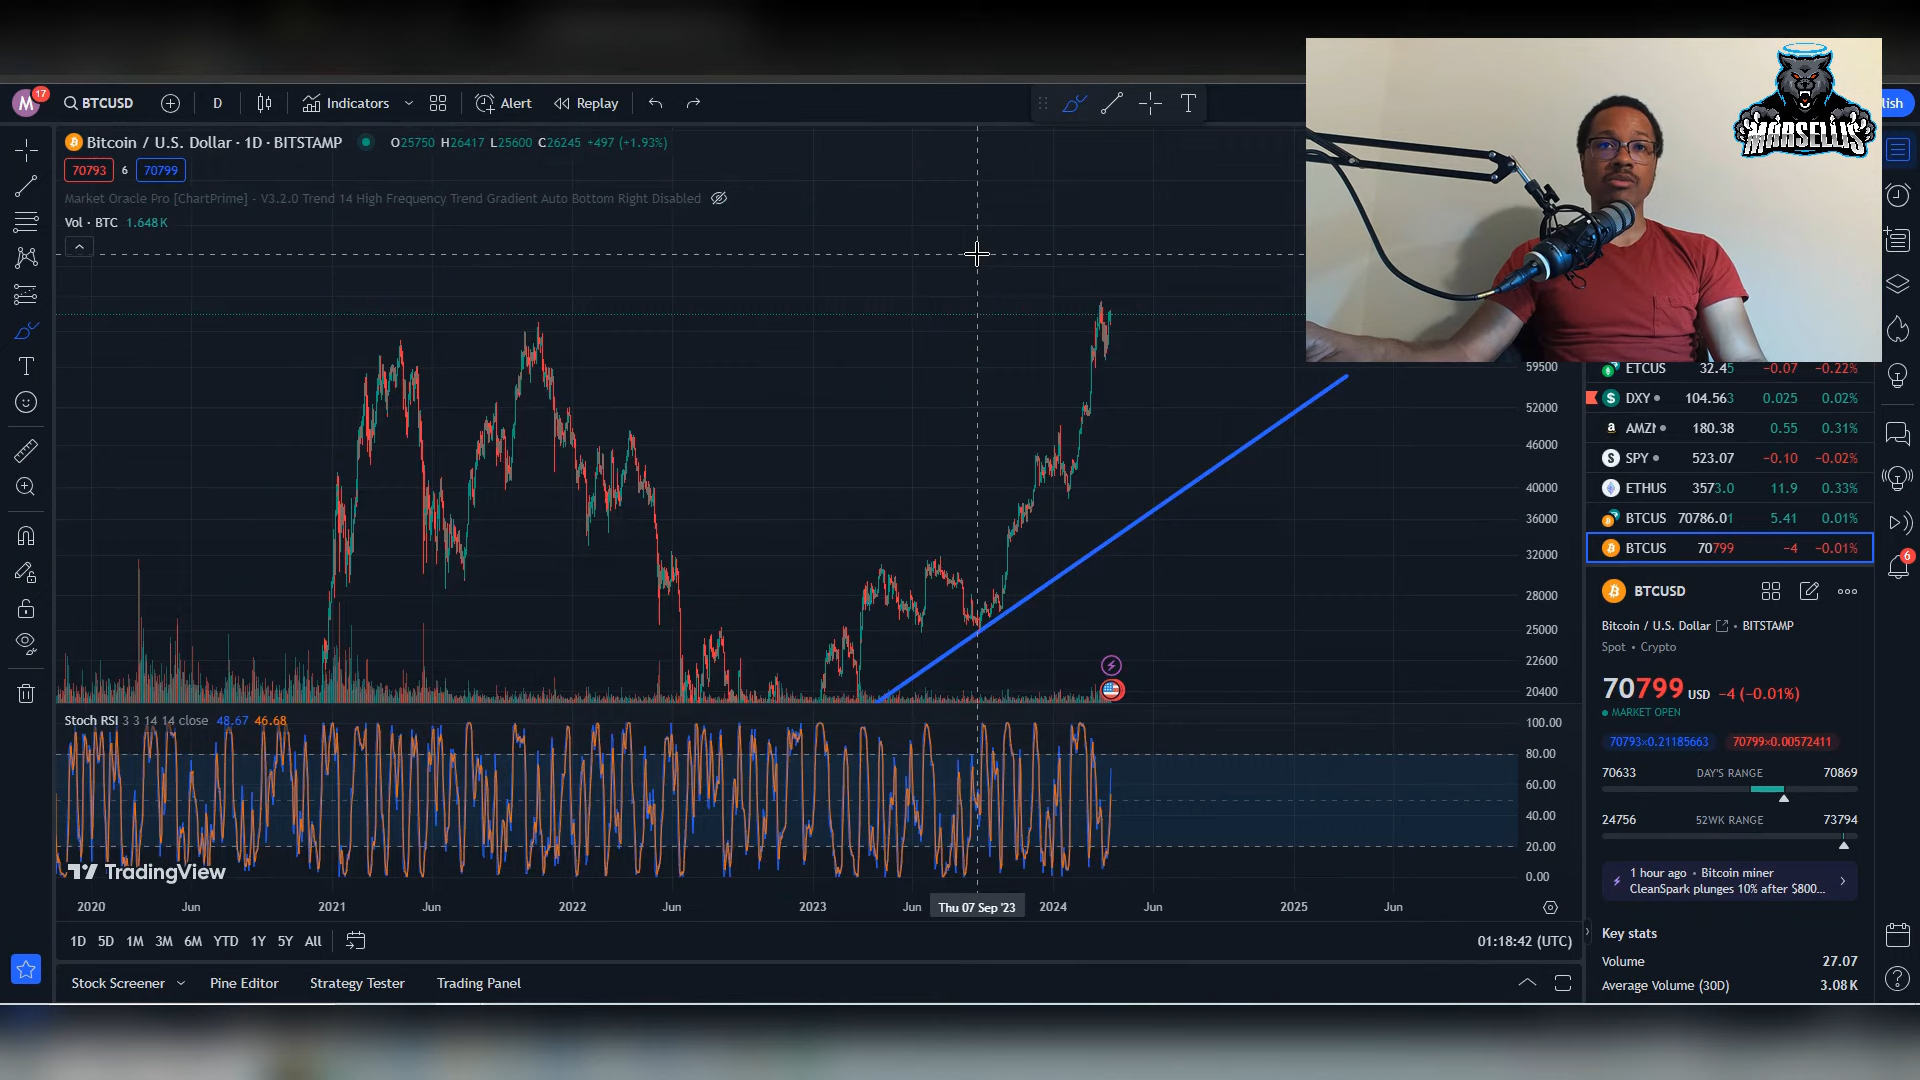 M 17 BTCUSD D Indicators Alert Replay T lish
MARSELLIS
Bitcoin / U.S. Dollar · 1D · BITSTAMP O25750 H26417 L25600 C26245 +497 (+1.93%)
70793 6 70799
Market Oracle Pro [ChartPrime] - V3.2.0 Trend 14 High Frequency Trend Gradient Auto Bottom Right Disabled
Vol · BTC 1.648K
59500
52000
46000
40000
36000
32000
28000
25000
22600
20400
ETCUS 32.45 −0.07 −0.22%
DXY 104.563 0.025 0.02%
AMZN 180.38 0.55 0.31%
SPY 523.07 −0.10 −0.02%
ETHUS 3573.0 11.9 0.33%
BTCUS 70786.01 5.41 0.01%
BTCUS 70799 −4 −0.01%
6
BTCUSD
Bitcoin / U.S. Dollar · BITSTAMP
Spot · Crypto
70799 USD −4 (−0.01%)
MARKET OPEN
70793×0.21185663 70799×0.00572411
70633 DAY'S RANGE 70869
24756 52WK RANGE 73794
1 hour ago · Bitcoin miner
CleanSpark plunges 10% after $800...
Key stats
Volume 27.07
Average Volume (30D) 3.08K
Stoch RSI 3 3 14 14 close 48.67 46.68
100.00
80.00
60.00
40.00
20.00
0.00
TradingView
2020 Jun 2021 Jun 2022 Jun 2023 Jun Thu 07 Sep '23 2024 Jun 2025 Jun
1D 5D 1M 3M 6M YTD 1Y 5Y All 01:18:42 (UTC)
Stock Screener Pine Editor Strategy Tester Trading Panel